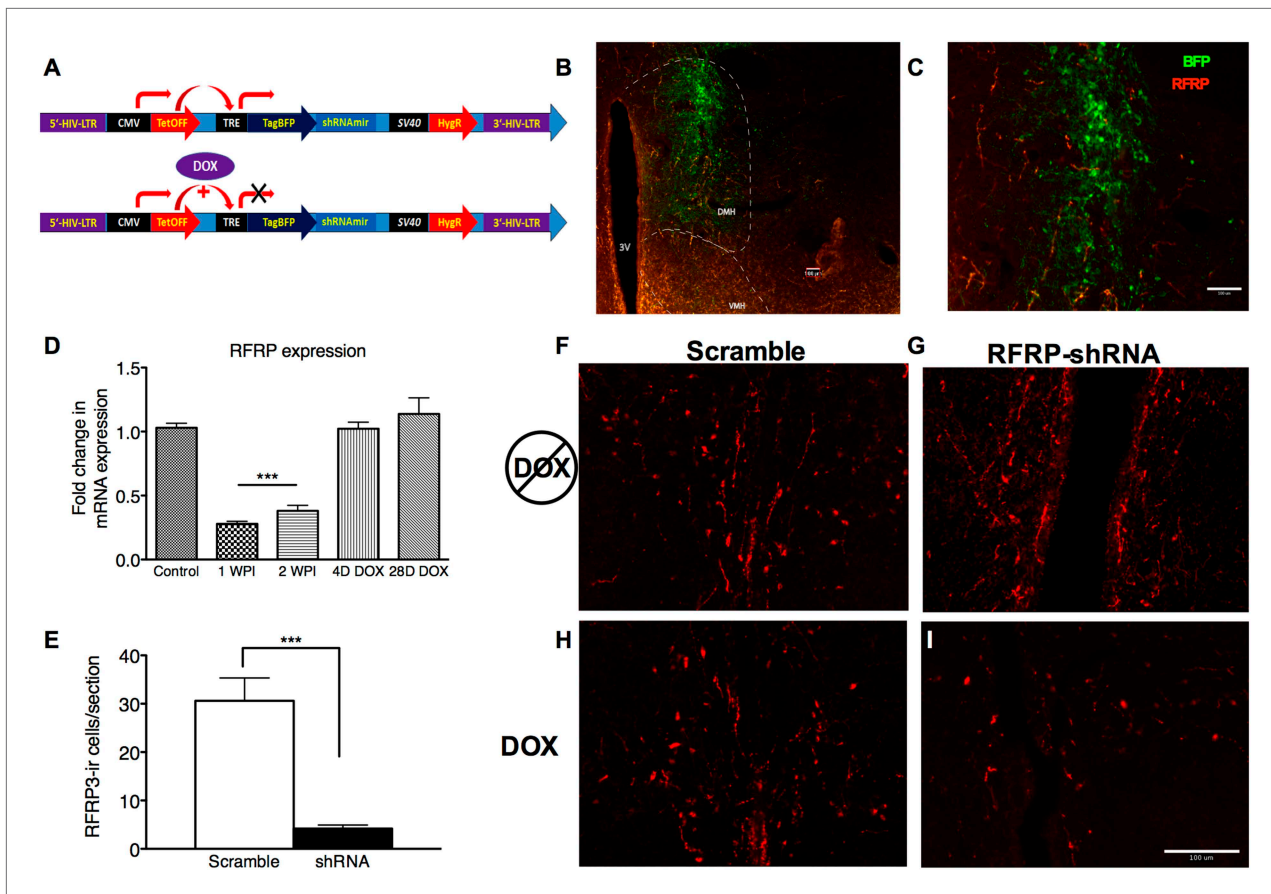 A
5′-HIV-LTR CMV TetOFF TRE TagBFP shRNAmir SV40 HygR 3′-HIV-LTR
DOX
+ X
5′-HIV-LTR CMV TetOFF TRE TagBFP shRNAmir SV40 HygR 3′-HIV-LTR
B
DMH
3V
VMH
C
BFP
RFRP
100 um
D
RFRP expression
Fold change in
mRNA expression
1.5
1.0
0.5
0.0
***
Control 1 WPI 2 WPI 4D DOX 28D DOX
E
RFRP3-ir cells/section
40
30
20
10
0
***
Scramble shRNA
F
Scramble
G
RFRP-shRNA
DOX
H
I
DOX
100 um